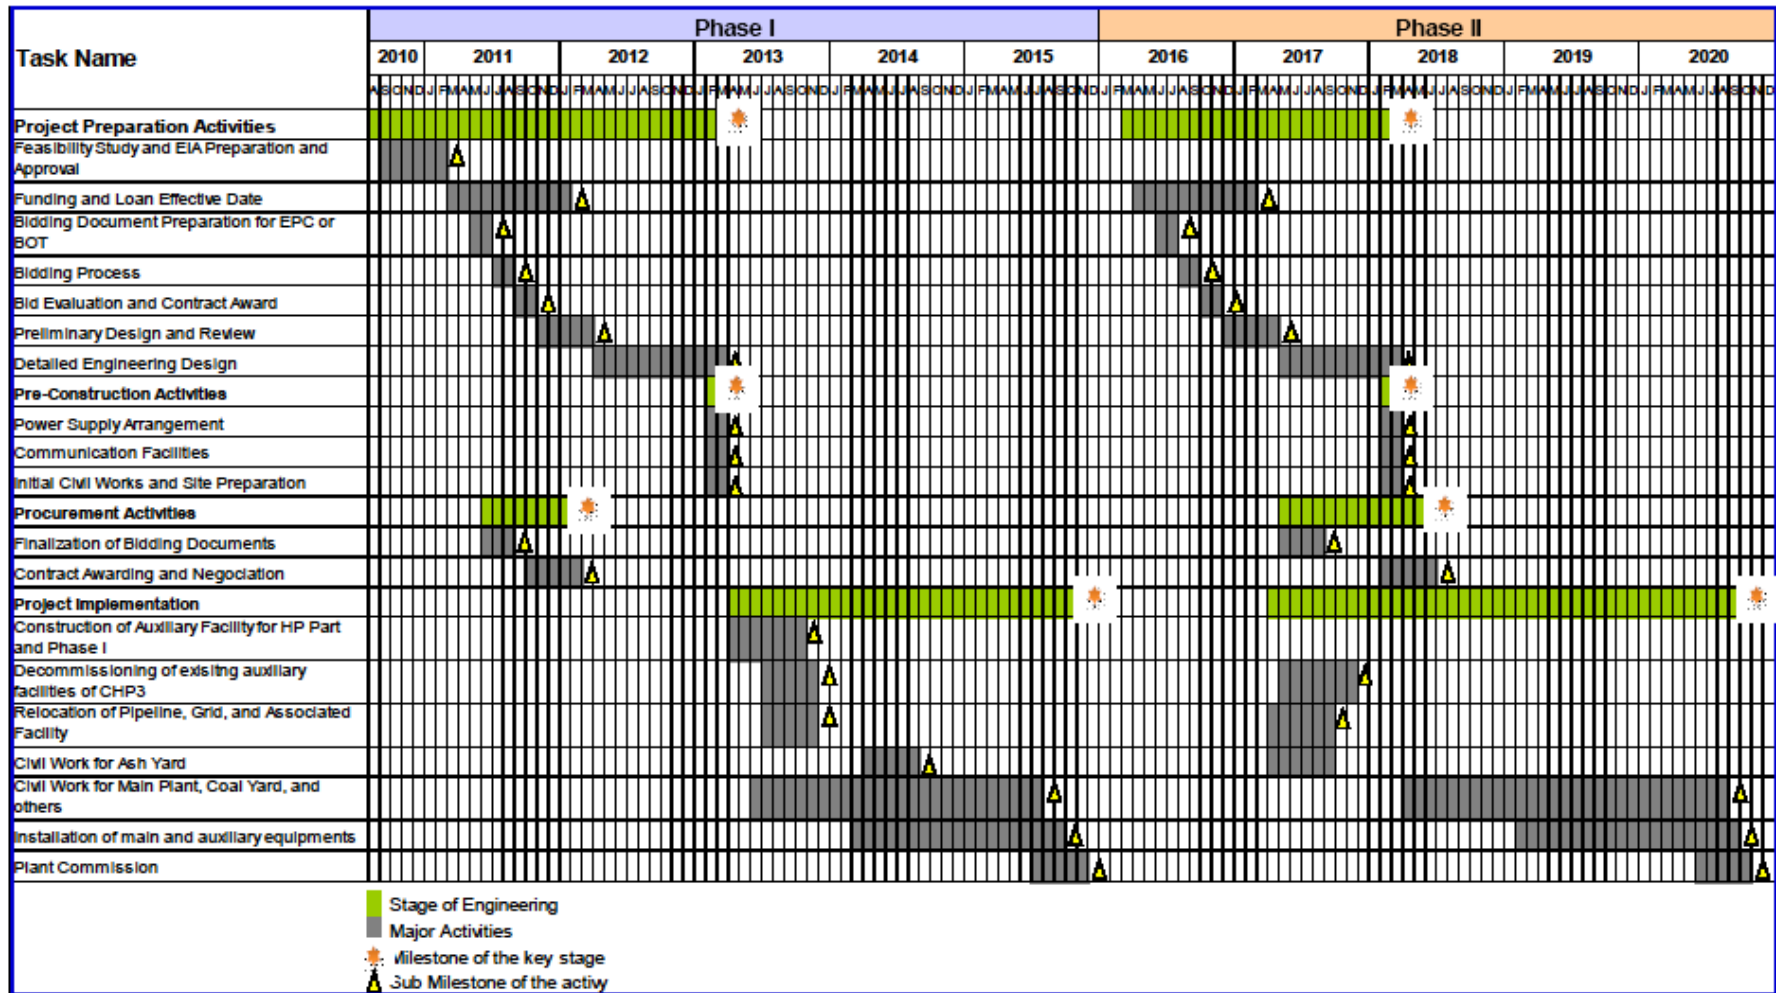 Phase I Phase II
Task Name 2010 2011 2012 2013 2014 2015 2016 2017 2018 2019 2020
A S O N D J F M A M J J A S O N D J F M A M J J A S O N D J F M A M J J A S O N D J F M A M J J A S O N D J F M A M J J A S O N D J F M A M J J A S O N D J F M A M J J A S O N D J F M A M J J A S O N D J F M A M J J A S O N D J F M A M J J A S O N D
Project Preparation Activities
Feasibility Study and EIA Preparation and
Approval
Funding and Loan Effective Date
Bidding Document Preparation for EPC or
BOT
Bidding Process
Bid Evaluation and Contract Award
Preliminary Design and Review
Detailed Engineering Design
Pre-Construction Activities
Power Supply Arrangement
Communication Facilities
Initial Civil Works and Site Preparation
Procurement Activities
Finalization of Bidding Documents
Contract Awarding and Negociation
Project Implementation
Construction of Auxiliary Facility for HP Part
and Phase I
Decommissioning of exisitng auxiliary
facilities of CHP3
Relocation of Pipeline, Grid, and Associated
Facility
Civil Work for Ash Yard
Civil Work for Main Plant, Coal Yard, and
others
Installation of main and auxiliary equipments
Plant Commission
Stage of Engineering
Major Activities
Milestone of the key stage
Sub Milestone of the activy